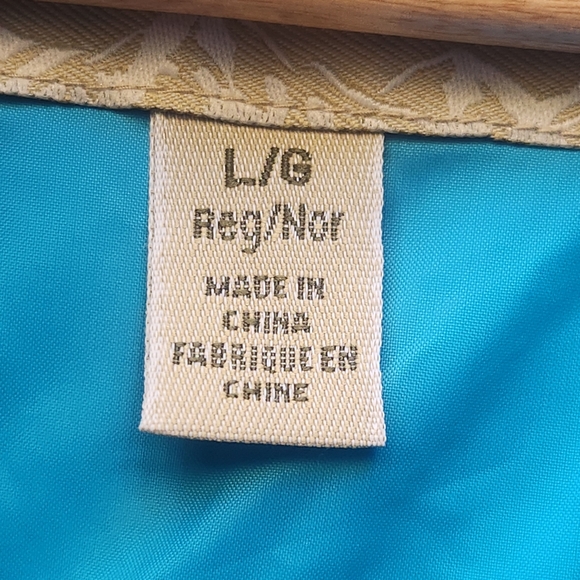 L/G
Reg/Nor
MADE IN
CHINA
FABRIQUE EN
CHINE